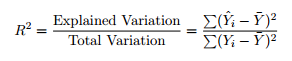 R² = Explained Variation / Total Variation = ∑(Ŷᵢ − Ȳ)² / ∑(Yᵢ − Ȳ)²